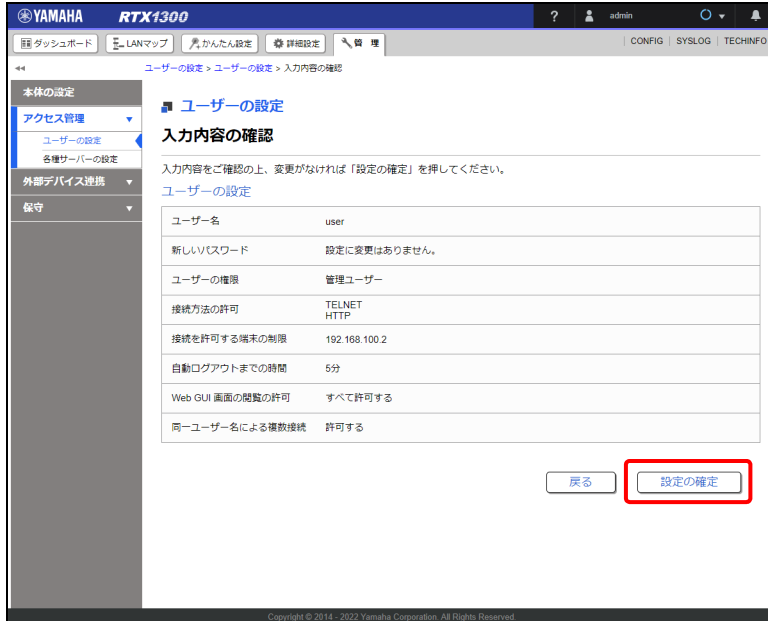 YAMAHA RTX1300 ? admin
ダッシュボード LANマップ かんたん設定 詳細設定 管 理 CONFIG SYSLOG TECHINFO
ユーザーの設定 > ユーザーの設定 > 入力内容の確認
本体の設定
アクセス管理
ユーザーの設定
各種サーバーの設定
外部デバイス連携
保守
ユーザーの設定
入力内容の確認
入力内容をご確認の上、変更がなければ「設定の確定」を押してください。
ユーザーの設定
ユーザー名 user
新しいパスワード 設定に変更はありません。
ユーザーの権限 管理ユーザー
接続方法の許可 TELNET
HTTP
接続を許可する端末の制限 192.168.100.2
自動ログアウトまでの時間 5分
Web GUI 画面の閲覧の許可 すべて許可する
同一ユーザー名による複数接続 許可する
戻る 設定の確定
Copyright © 2014 - 2022 Yamaha Corporation. All Rights Reserved.